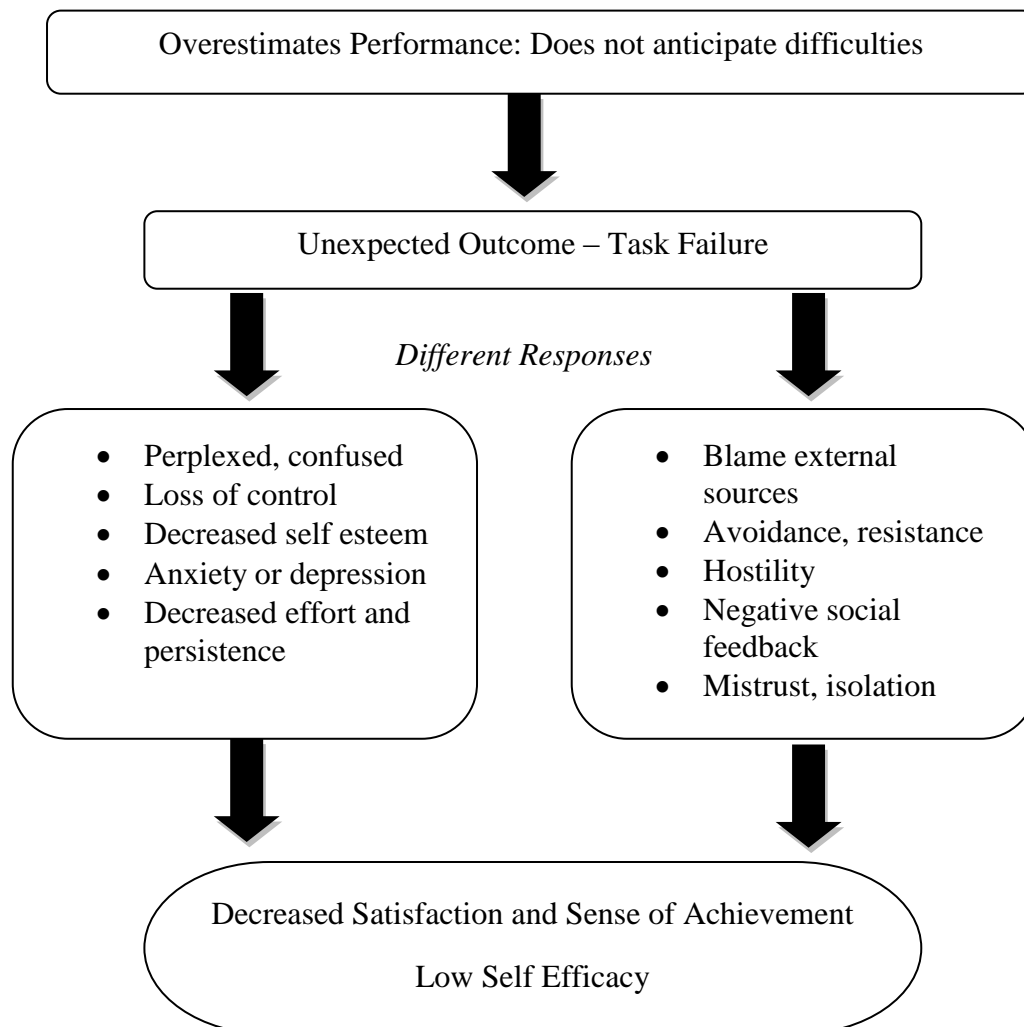 Overestimates Performance: Does not anticipate difficulties
Unexpected Outcome – Task Failure
Different Responses
• Perplexed, confused
• Loss of control
• Decreased self esteem
• Anxiety or depression
• Decreased effort and
persistence
• Blame external
sources
• Avoidance, resistance
• Hostility
• Negative social
feedback
• Mistrust, isolation
Decreased Satisfaction and Sense of Achievement
Low Self Efficacy